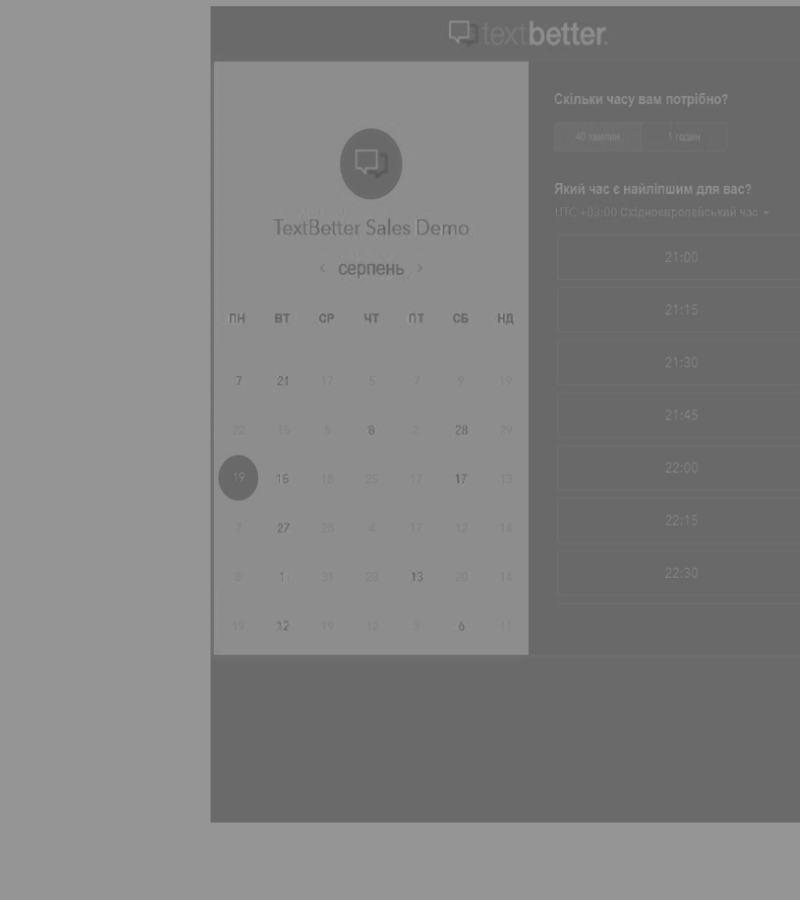 textbetter.
TextBetter Sales Demo
‹ серпень ›
ПН ВТ СР ЧТ ПТ СБ НД
7 21 17 5 7 9 19
22 15 5 8 2 28 29
19 15 18 25 17 17 13
7 27 28 4 17 12 14
8 1 31 29 13 20 14
19 12 19 12 3 6 11
Скільки часу вам потрібно?
40 хвилин 1 годин
Який час є найліпшим для вас?
UTC +03:00 Східноєвропейський час
21:00
21:15
21:30
21:45
22:00
22:15
22:30